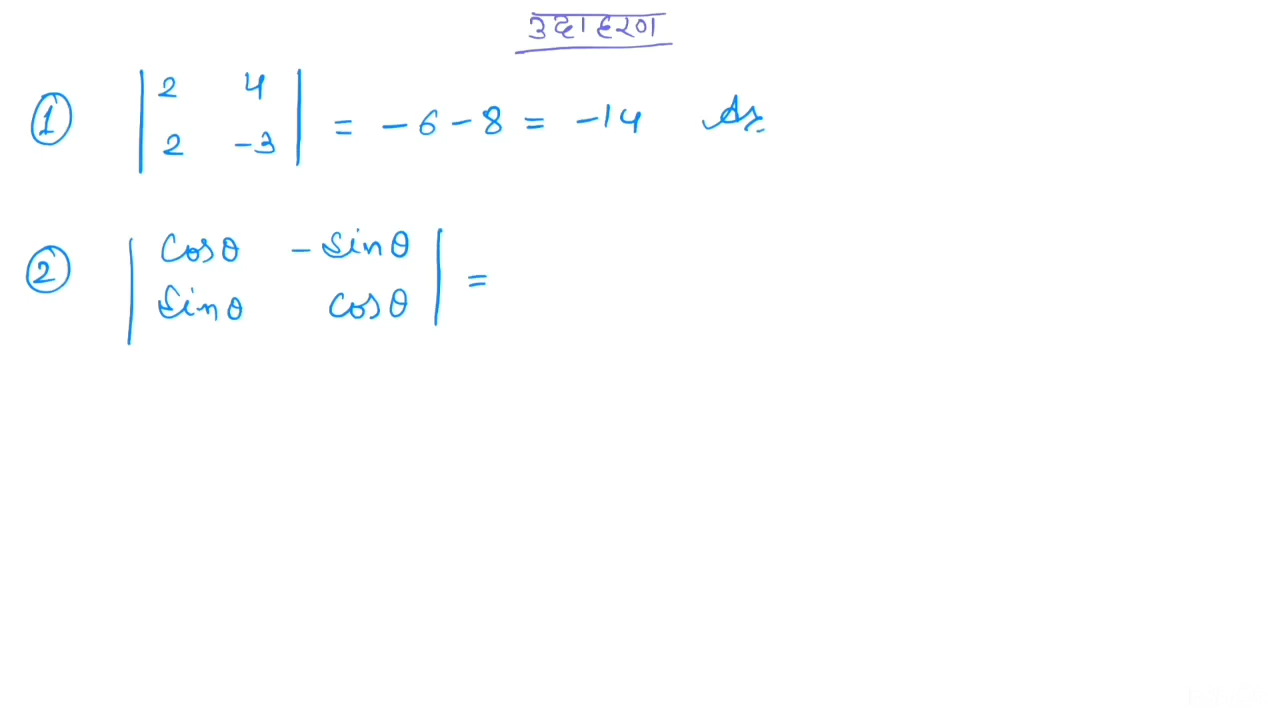 उदाहरण
① | 2 4 |
| 2 -3 | = -6 - 8 = -14 Ans.
② | cosθ -sinθ |
| sinθ cosθ | =